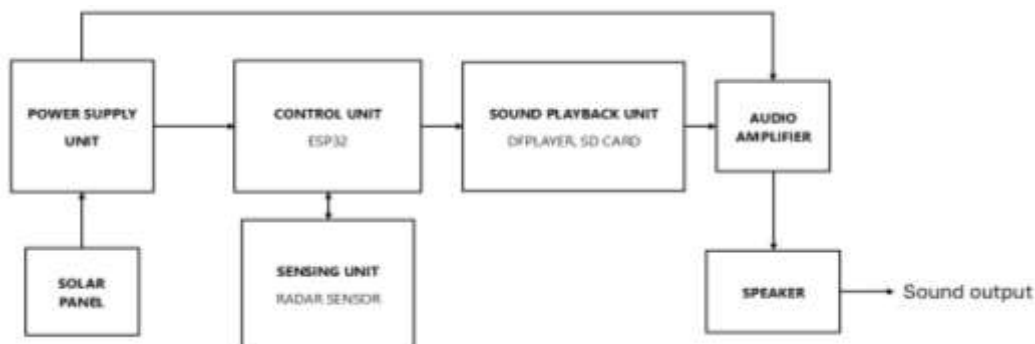 POWER SUPPLY
UNIT
CONTROL UNIT
ESP32
SOUND PLAYBACK UNIT
DFPLAYER, SD CARD
AUDIO
AMPLIFIER
SOLAR
PANEL
SENSING UNIT
RADAR SENSOR
SPEAKER
Sound output